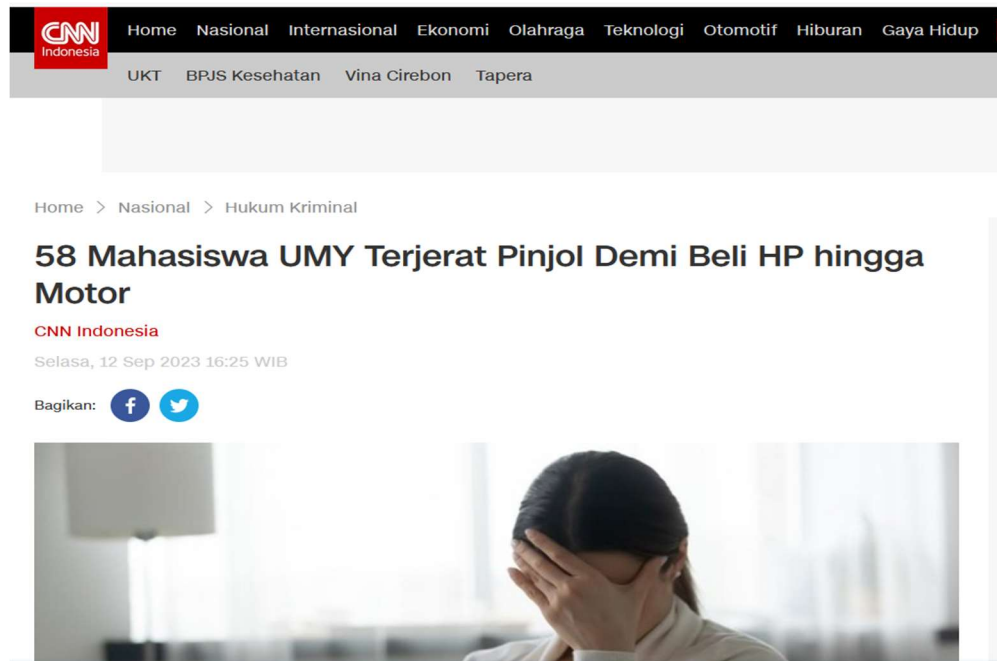 CNN
Indonesia
Home Nasional Internasional Ekonomi Olahraga Teknologi Otomotif Hiburan Gaya Hidup
UKT BPJS Kesehatan Vina Cirebon Tapera
Home > Nasional > Hukum Kriminal
58 Mahasiswa UMY Terjerat Pinjol Demi Beli HP hingga
Motor
CNN Indonesia
Selasa, 12 Sep 2023 16:25 WIB
Bagikan: